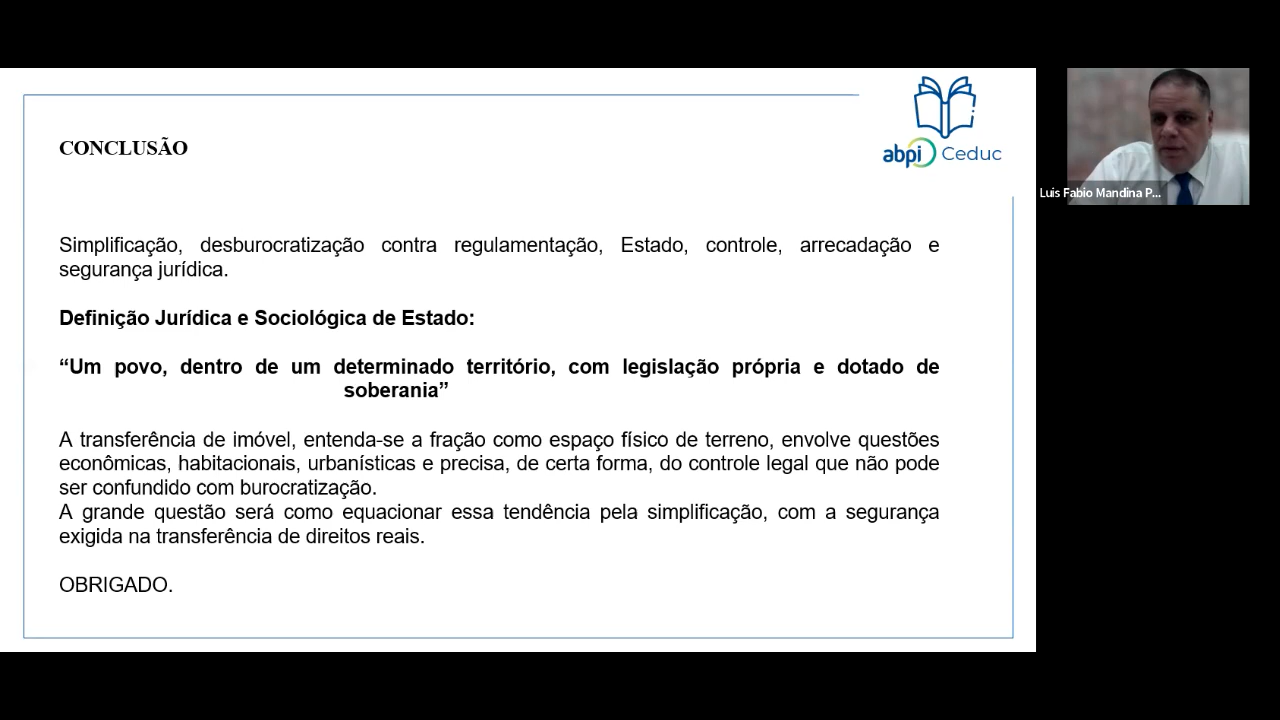 abpi Ceduc
CONCLUSÃO
Luis Fabio Mandina P...
Simplificação, desburocratização contra regulamentação, Estado, controle, arrecadação e
segurança jurídica.
Definição Jurídica e Sociológica de Estado:
“Um povo, dentro de um determinado território, com legislação própria e dotado de
soberania”
A transferência de imóvel, entenda-se a fração como espaço físico de terreno, envolve questões
econômicas, habitacionais, urbanísticas e precisa, de certa forma, do controle legal que não pode
ser confundido com burocratização.
A grande questão será como equacionar essa tendência pela simplificação, com a segurança
exigida na transferência de direitos reais.
OBRIGADO.